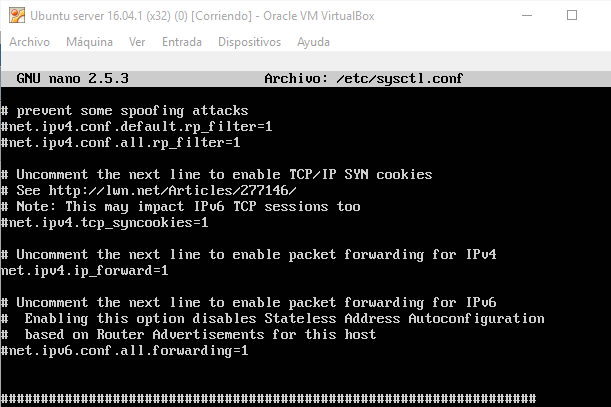 Ubuntu server 16.04.1 (x32) (0) [Corriendo] - Oracle VM VirtualBox
Archivo Máquina Ver Entrada Dispositivos Ayuda
GNU nano 2.5.3 Archivo: /etc/sysctl.conf
# prevent some spoofing attacks
#net.ipv4.conf.default.rp_filter=1
#net.ipv4.conf.all.rp_filter=1
# Uncomment the next line to enable TCP/IP SYN cookies
# See http://lwn.net/Articles/277146/
# Note: This may impact IPv6 TCP sessions too
#net.ipv4.tcp_syncookies=1
# Uncomment the next line to enable packet forwarding for IPv4
net.ipv4.ip_forward=1
# Uncomment the next line to enable packet forwarding for IPv6
#  Enabling this option disables Stateless Address Autoconfiguration
#  based on Router Advertisements for this host
#net.ipv6.conf.all.forwarding=1
###################################################################